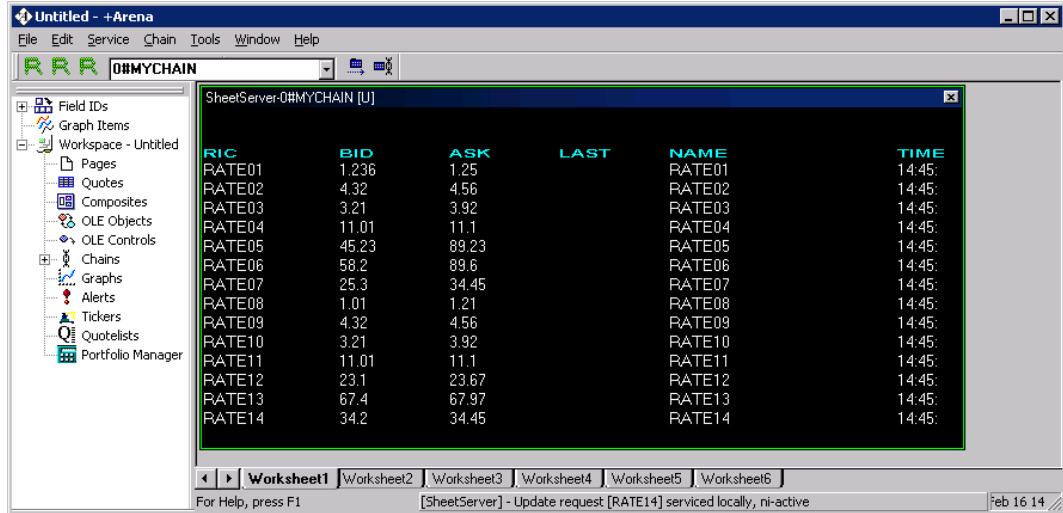 Untitled - +Arena
File Edit Service Chain Tools Window Help
R R R 0#MYCHAIN
Field IDs
Graph Items
Workspace - Untitled
Pages
Quotes
Composites
OLE Objects
OLE Controls
Chains
Graphs
Alerts
Tickers
Quotelists
Portfolio Manager
SheetServer-0#MYCHAIN [U]
RIC BID ASK LAST NAME TIME
RATE01 1.236 1.25 RATE01 14:45:
RATE02 4.32 4.56 RATE02 14:45:
RATE03 3.21 3.92 RATE03 14:45:
RATE04 11.01 11.1 RATE04 14:45:
RATE05 45.23 89.23 RATE05 14:45:
RATE06 58.2 89.6 RATE06 14:45:
RATE07 25.3 34.45 RATE07 14:45:
RATE08 1.01 1.21 RATE08 14:45:
RATE09 4.32 4.56 RATE09 14:45:
RATE10 3.21 3.92 RATE10 14:45:
RATE11 11.01 11.1 RATE11 14:45:
RATE12 23.1 23.67 RATE12 14:45:
RATE13 67.4 67.97 RATE13 14:45:
RATE14 34.2 34.45 RATE14 14:45:
Worksheet1 Worksheet2 Worksheet3 Worksheet4 Worksheet5 Worksheet6
For Help, press F1 [SheetServer] - Update request [RATE14] serviced locally, ni-active Feb 16 14